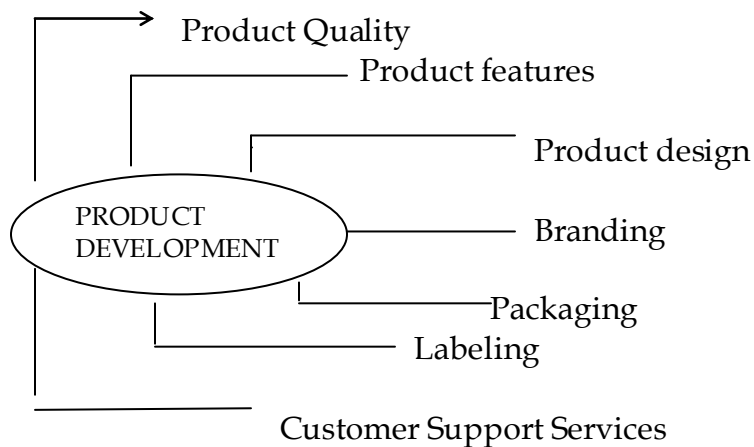 Product Quality
Product features
Product design
PRODUCT
DEVELOPMENT
Branding
Packaging
Labeling
Customer Support Services